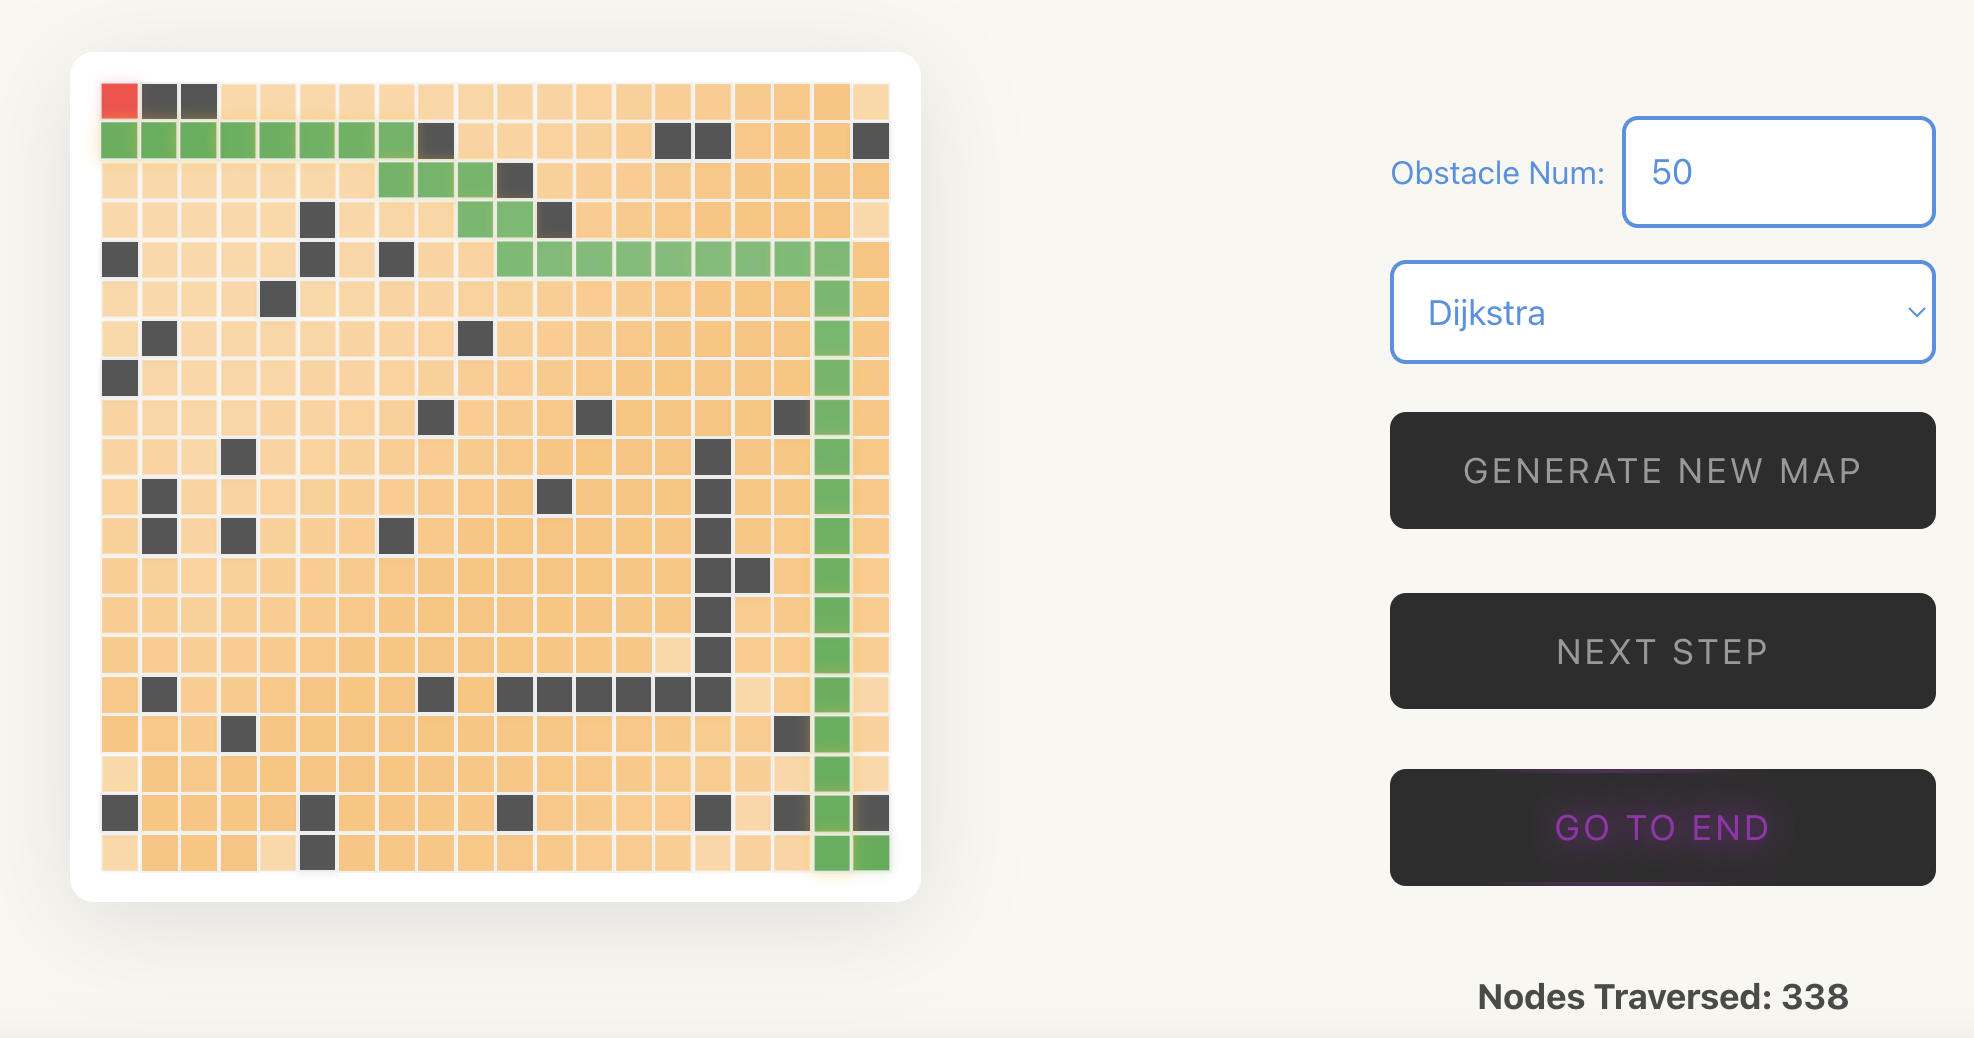 Obstacle Num: 50
Dijkstra
GENERATE NEW MAP
NEXT STEP
GO TO END
Nodes Traversed: 338